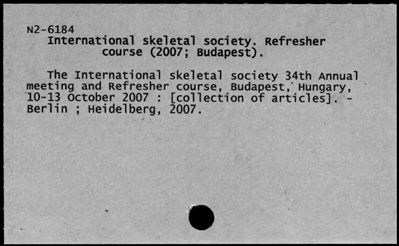 N2-6184
International skeletal society. Refresher
course (2007; Budapest).
The International skeletal society 34th Annual
meeting and Refresher course, Budapest, Hungary,
10-13 October 2007 : [collection of articles]. -
Berlin ; Heidelberg, 2007.